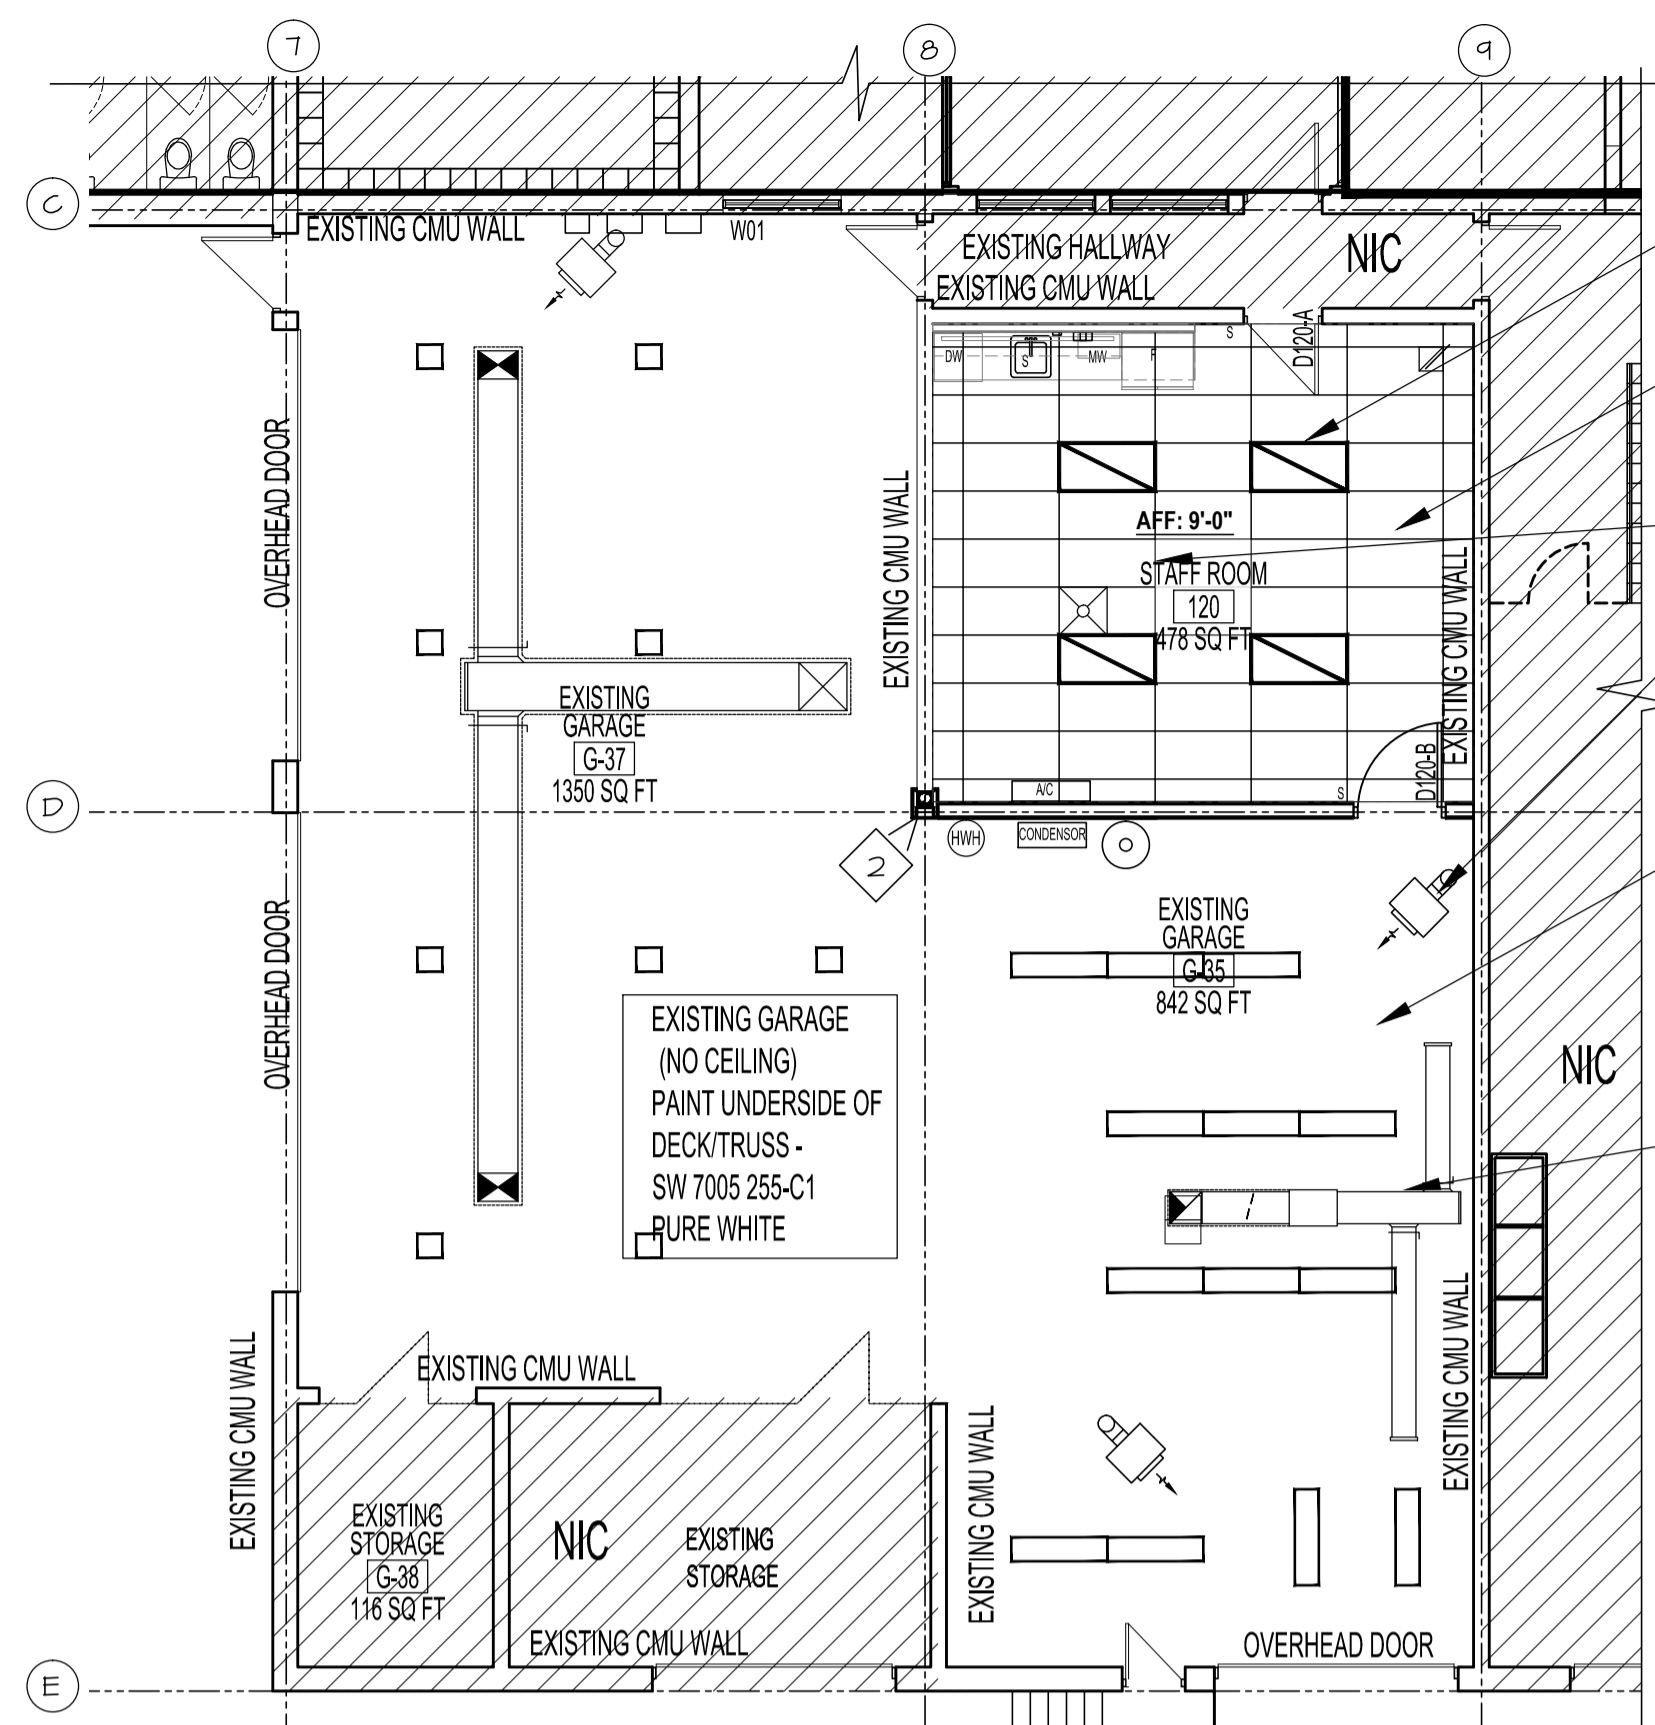 7
8
9
C
EXISTING CMU WALL
W01
EXISTING HALLWAY
NIC
EXISTING CMU WALL
DW
S
MW
F
S
D120-A
OVERHEAD DOOR
EXISTING CMU WALL
AFF: 9'-0"
STAFF ROOM
120
478 SQ FT
EXISTING CMU WALL
EXISTING
GARAGE
G-37
1350 SQ FT
D120-B
A/C
S
D
HWH
CONDENSOR
2
OVERHEAD DOOR
EXISTING
GARAGE
G-35
842 SQ FT
EXISTING GARAGE
(NO CEILING)
PAINT UNDERSIDE OF
DECK/TRUSS -
SW 7005 255-C1
PURE WHITE
NIC
EXISTING CMU WALL
EXISTING CMU WALL
EXISTING CMU WALL
EXISTING CMU WALL
EXISTING
STORAGE
G-38
116 SQ FT
NIC
EXISTING
STORAGE
EXISTING CMU WALL
OVERHEAD DOOR
E